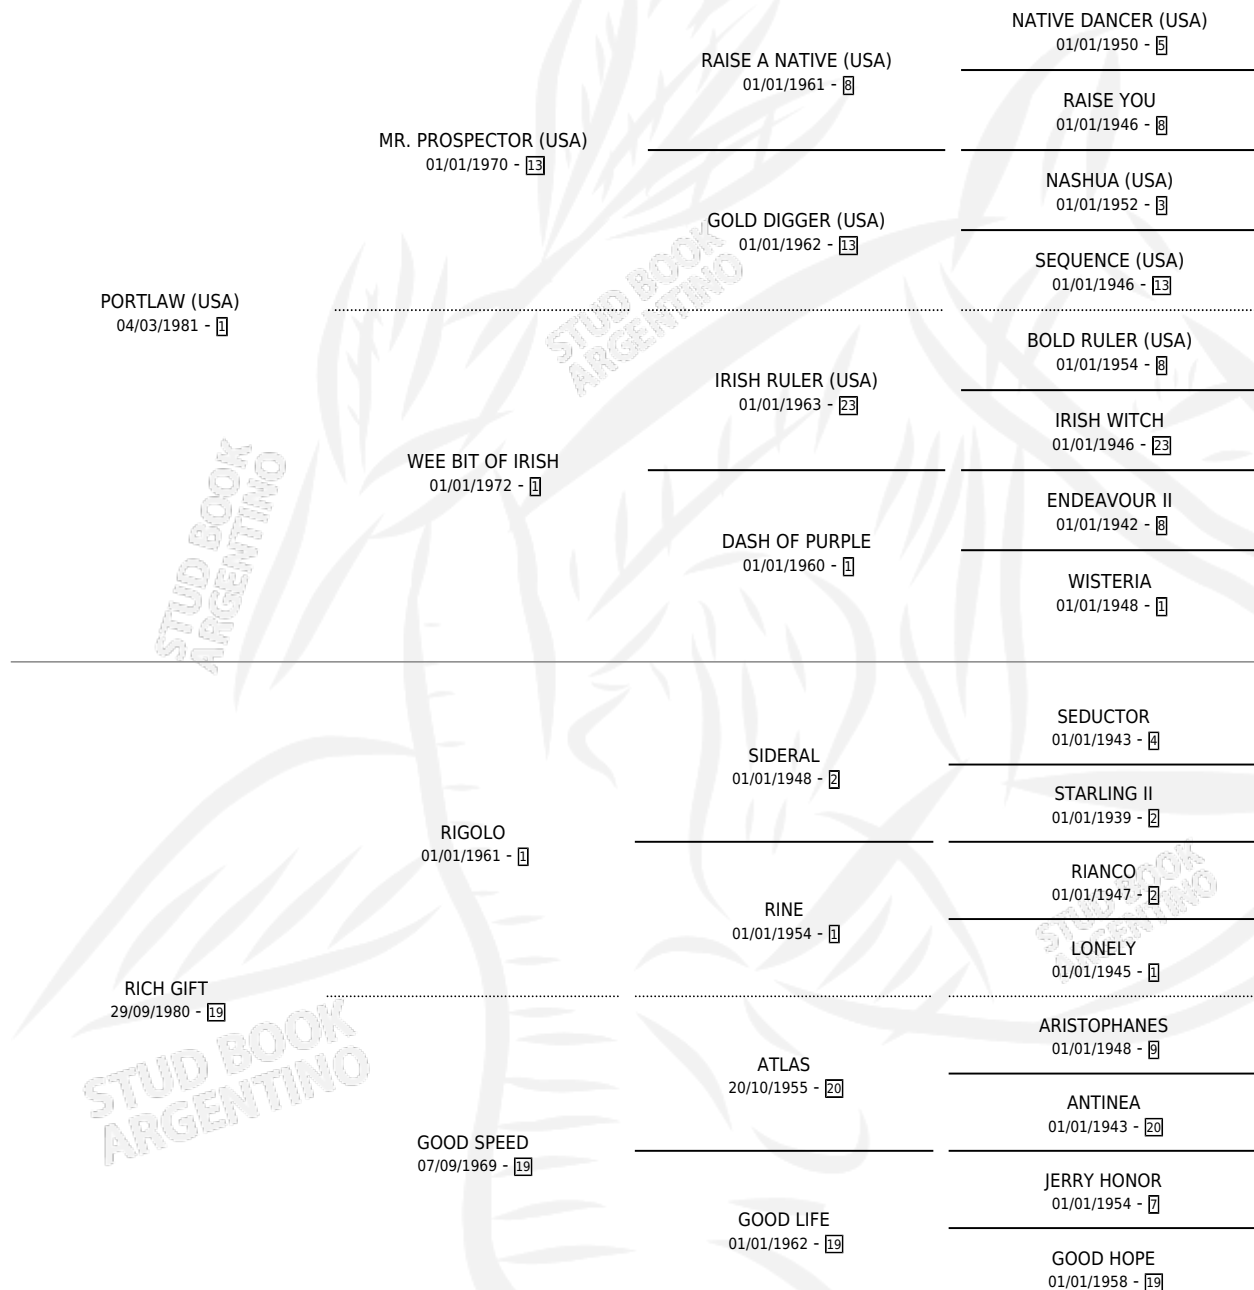 NATIVE DANCER (USA)
01/01/1950 - 5
RAISE A NATIVE (USA)
01/01/1961 - 8
RAISE YOU
01/01/1946 - 8
MR. PROSPECTOR (USA)
01/01/1970 - 13
NASHUA (USA)
01/01/1952 - 3
GOLD DIGGER (USA)
01/01/1962 - 13
SEQUENCE (USA)
01/01/1946 - 13
PORTLAW (USA)
04/03/1981 - 1
BOLD RULER (USA)
01/01/1954 - 8
IRISH RULER (USA)
01/01/1963 - 23
IRISH WITCH
01/01/1946 - 23
WEE BIT OF IRISH
01/01/1972 - 1
ENDEAVOUR II
01/01/1942 - 8
DASH OF PURPLE
01/01/1960 - 1
WISTERIA
01/01/1948 - 1
SEDUCTOR
01/01/1943 - 4
SIDERAL
01/01/1948 - 2
STARLING II
01/01/1939 - 2
RIGOLO
01/01/1961 - 1
RIANCO
01/01/1947 - 2
RINE
01/01/1954 - 1
LONELY
01/01/1945 - 1
RICH GIFT
29/09/1980 - 19
ARISTOPHANES
01/01/1948 - 9
ATLAS
20/10/1955 - 20
ANTINEA
01/01/1943 - 20
GOOD SPEED
07/09/1969 - 19
JERRY HONOR
01/01/1954 - 7
GOOD LIFE
01/01/1962 - 19
GOOD HOPE
01/01/1958 - 19
STUD BOOK
ARGENTINO
STUD BOOK
ARGENTINO
STUD BOOK
ARGENTINO
STUD BOOK
ARGENTINO